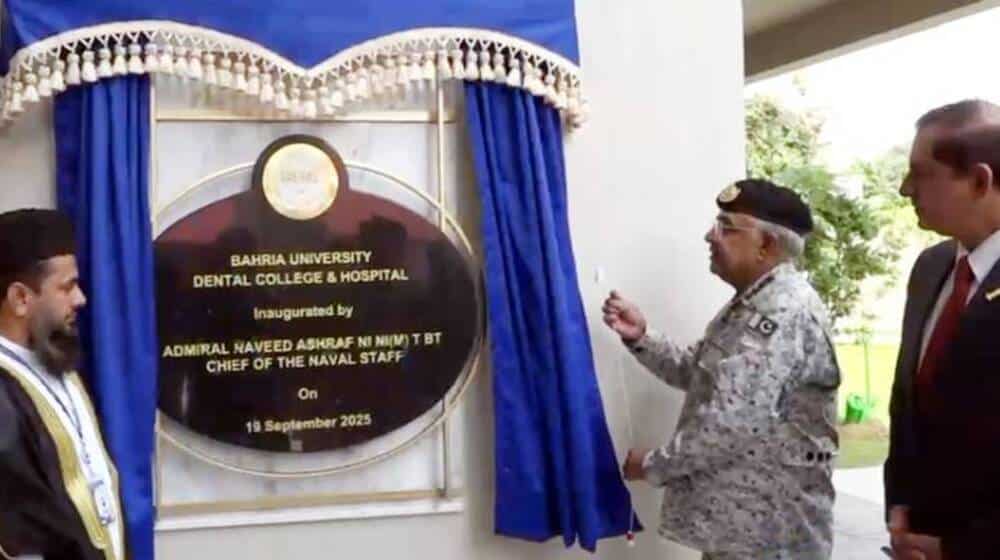 BAHRIA UNIVERSITY
DENTAL COLLEGE & HOSPITAL
Inaugurated by
ADMIRAL NAVEED ASHRAF NI NI(M) T BT
CHIEF OF THE NAVAL STAFF
On
19 September 2025